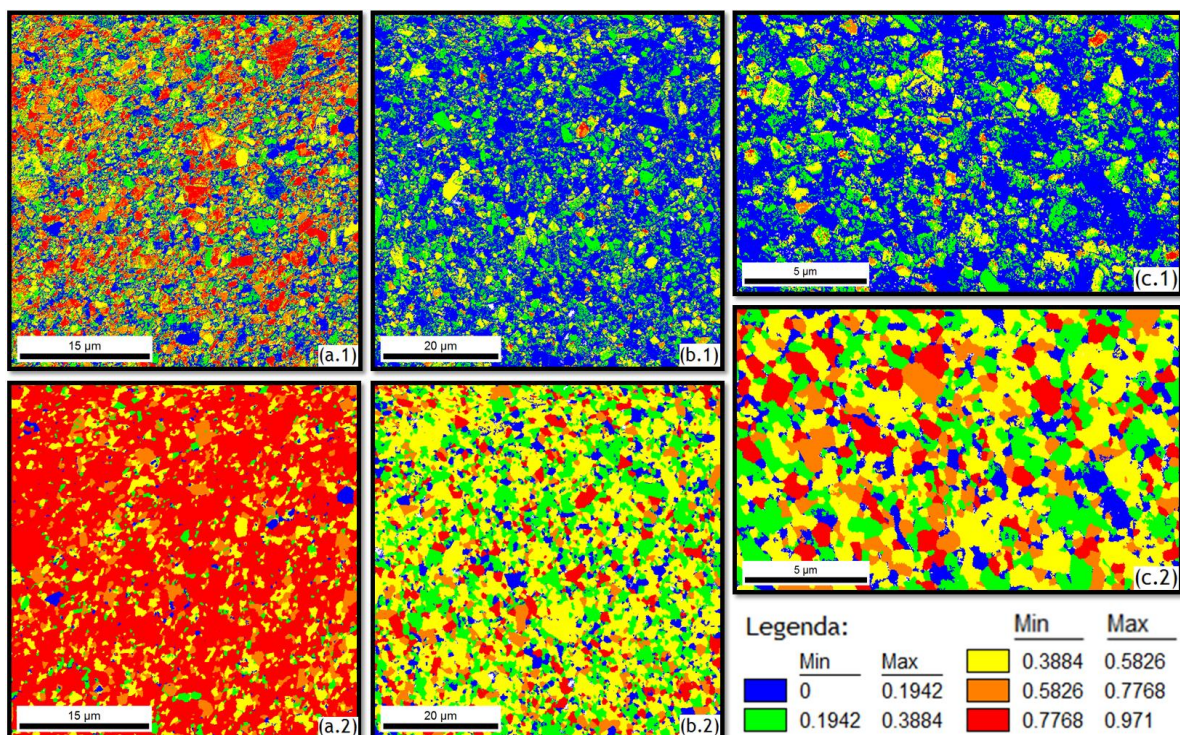 15 µm
(a.1)
20 µm
(b.1)
5 µm
(c.1)
15 µm
(a.2)
20 µm
(b.2)
5 µm
(c.2)
Legenda:
Min Max
0 0.1942
0.1942 0.3884
Min Max
0.3884 0.5826
0.5826 0.7768
0.7768 0.971